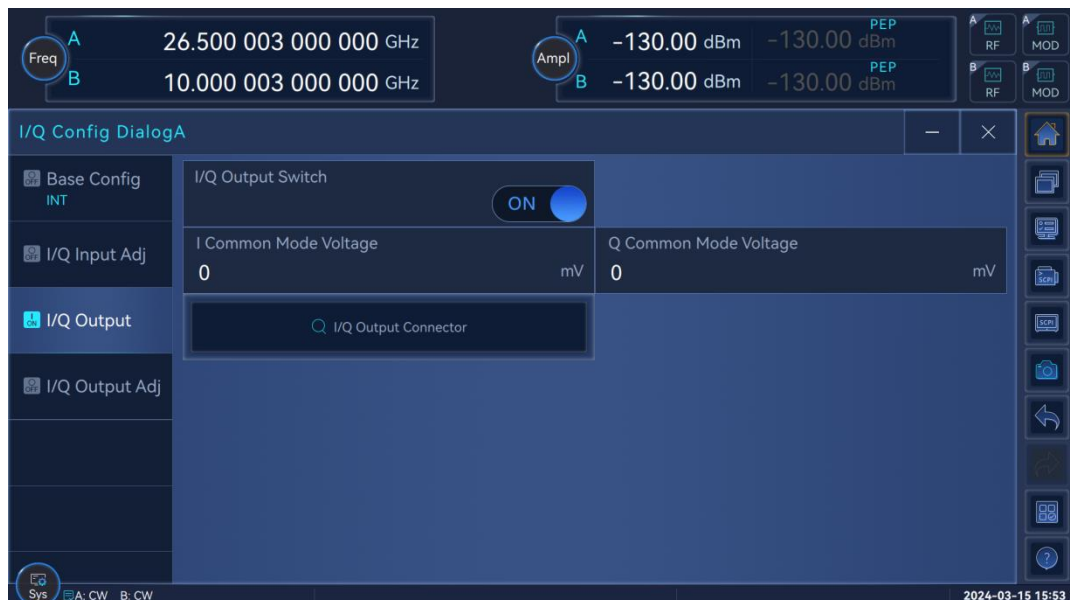 Freq
A 26.500 003 000 000 GHz
B 10.000 003 000 000 GHz
Ampl
A -130.00 dBm PEP -130.00 dBm
B -130.00 dBm PEP -130.00 dBm
A RF
A MOD
B RF
B MOD
I/Q Config DialogA
Base Config
INT
I/Q Input Adj
I/Q Output
I/Q Output Adj
I/Q Output Switch
ON
I Common Mode Voltage
0 mV
Q Common Mode Voltage
0 mV
I/Q Output Connector
SCPI
SCPI
Sys
A: CW B: CW
2024-03-15 15:53